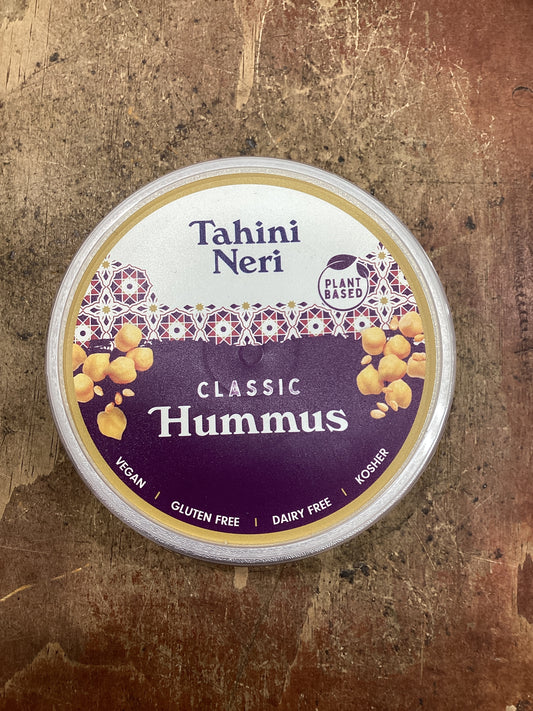 Tahini
Neri
PLANT
BASED
CLASSIC
Hummus
VEGAN | GLUTEN FREE | DAIRY FREE | KOSHER